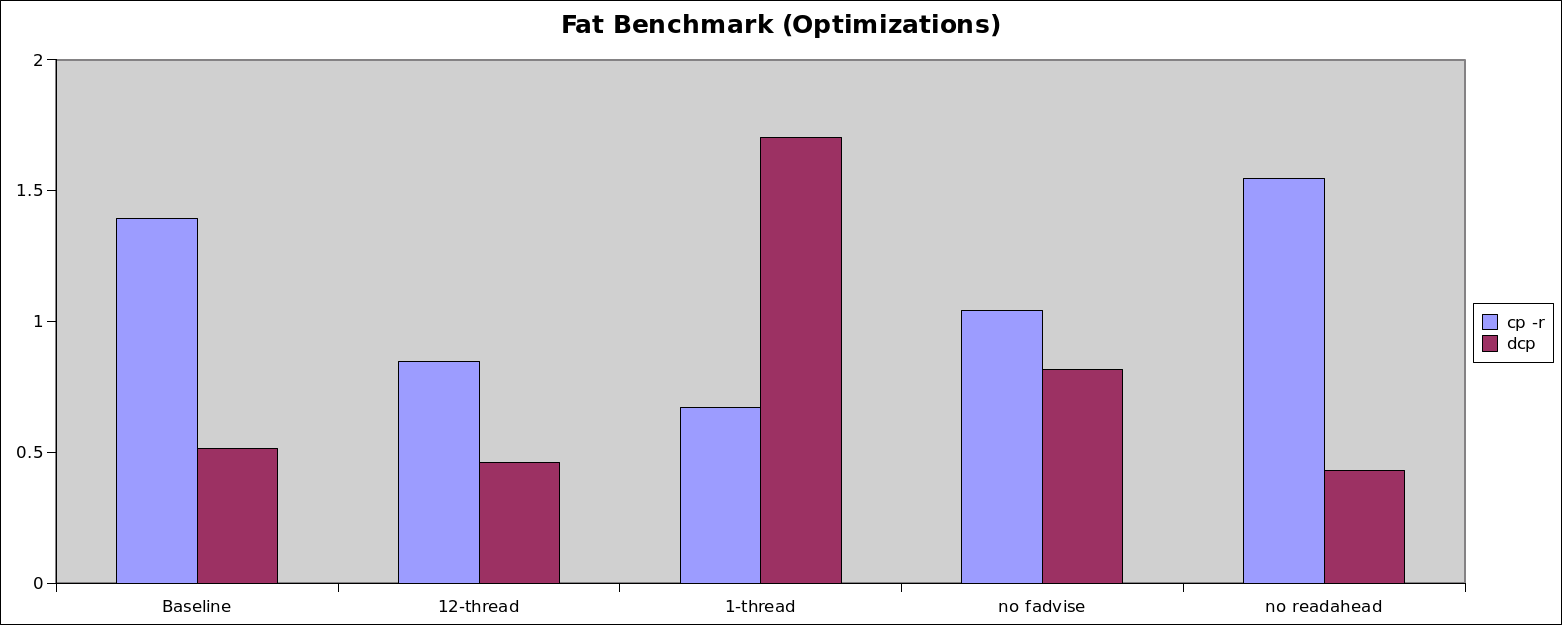 Fat Benchmark (Optimizations)
2
1.5
1
0.5
0
Baseline
12-thread
1-thread
no fadvise
no readahead
cp -r
dcp